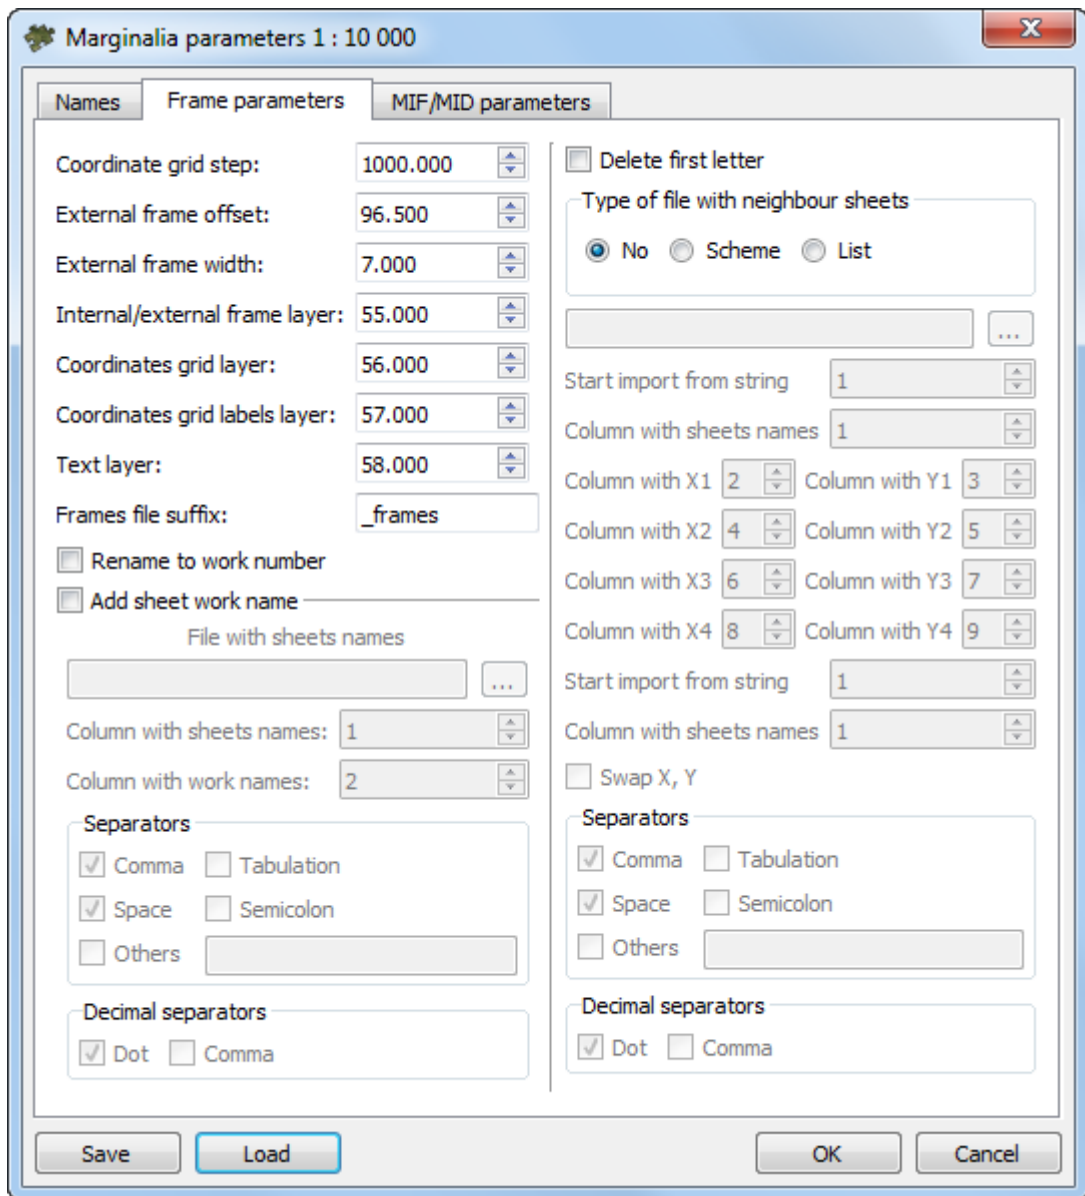 Marginalia parameters 1 : 10 000
Names Frame parameters MIF/MID parameters
Coordinate grid step: 1000.000
External frame offset: 96.500
External frame width: 7.000
Internal/external frame layer: 55.000
Coordinates grid layer: 56.000
Coordinates grid labels layer: 57.000
Text layer: 58.000
Frames file suffix: _frames
Rename to work number
Add sheet work name
File with sheets names
...
Column with sheets names: 1
Column with work names: 2
Separators
Comma Tabulation
Space Semicolon
Others
Decimal separators
Dot Comma
Delete first letter
Type of file with neighbour sheets
No Scheme List
...
Start import from string 1
Column with sheets names 1
Column with X1 2 Column with Y1 3
Column with X2 4 Column with Y2 5
Column with X3 6 Column with Y3 7
Column with X4 8 Column with Y4 9
Start import from string 1
Column with sheets names 1
Swap X, Y
Separators
Comma Tabulation
Space Semicolon
Others
Decimal separators
Dot Comma
Save Load OK Cancel